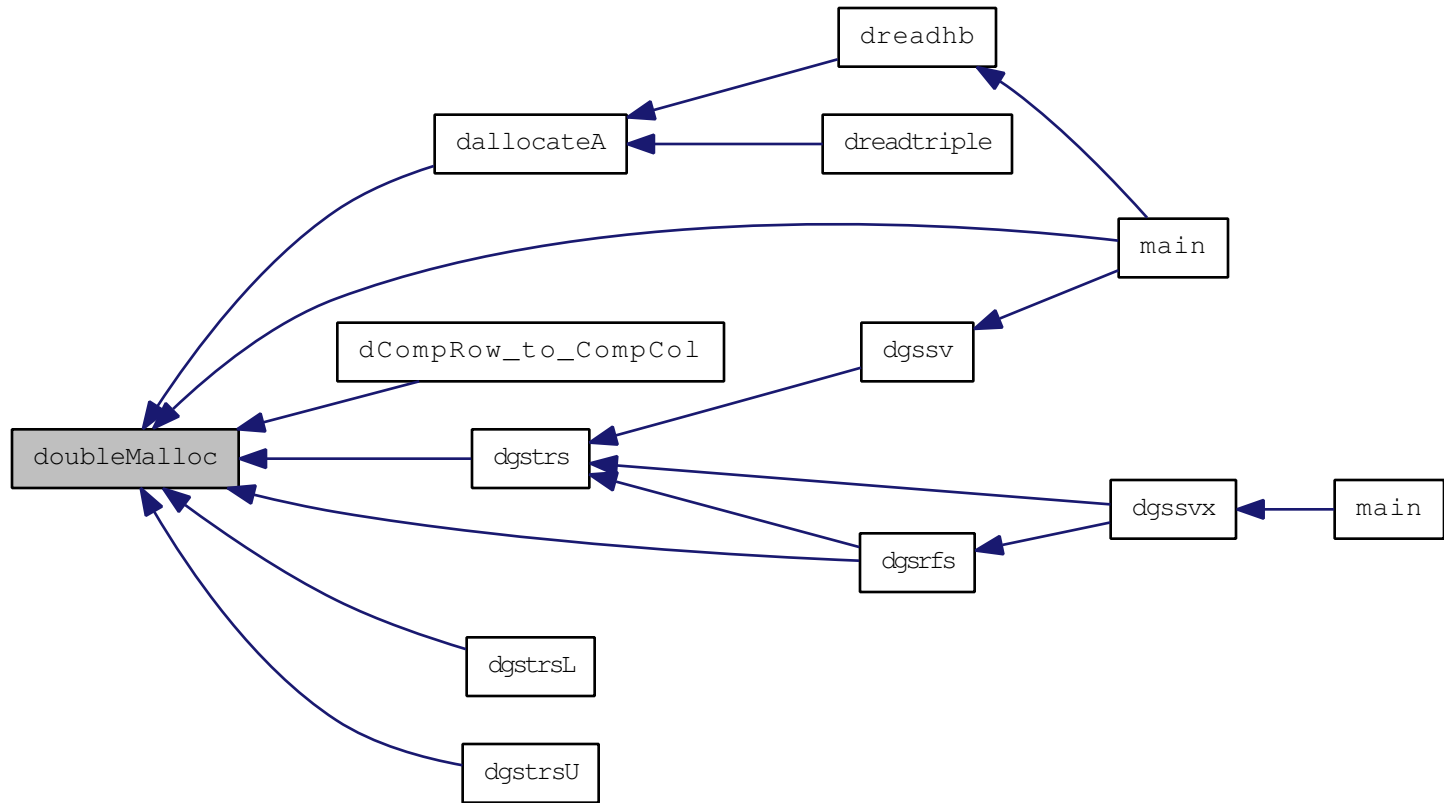 dreadhb
dallocateA
dreadtriple
main
dCompRow_to_CompCol
dgssv
doubleMalloc
dgstrs
dgssvx
main
dgsrfs
dgstrsL
dgstrsU